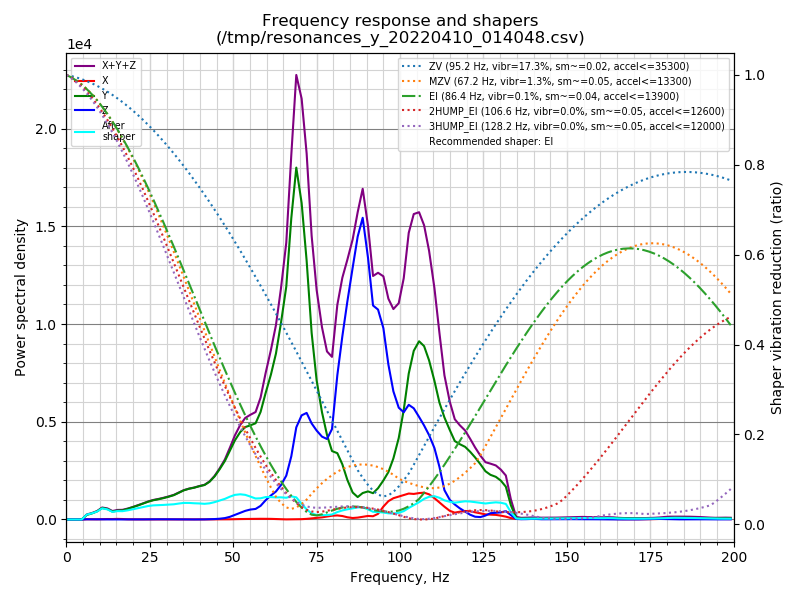 Frequency response and shapers
(/tmp/resonances_y_20220410_014048.csv)
1e4
X+Y+Z
X
Y
Z
After
shaper
ZV (95.2 Hz, vibr=17.3%, sm~=0.02, accel<=35300)
MZV (67.2 Hz, vibr=1.3%, sm~=0.05, accel<=13300)
EI (86.4 Hz, vibr=0.1%, sm~=0.04, accel<=13900)
2HUMP_EI (106.6 Hz, vibr=0.0%, sm~=0.05, accel<=12600)
3HUMP_EI (128.2 Hz, vibr=0.0%, sm~=0.05, accel<=12000)
Recommended shaper: EI
Power spectral density
2.0
1.5
1.0
0.5
0.0
Shaper vibration reduction (ratio)
1.0
0.8
0.6
0.4
0.2
0.0
0 25 50 75 100 125 150 175 200
Frequency, Hz